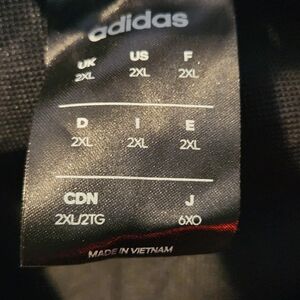 adidas
UK US F
2XL 2XL 2XL
D I E
2XL 2XL 2XL
CDN J
2XL/2TG 6XO
MADE IN VIETNAM